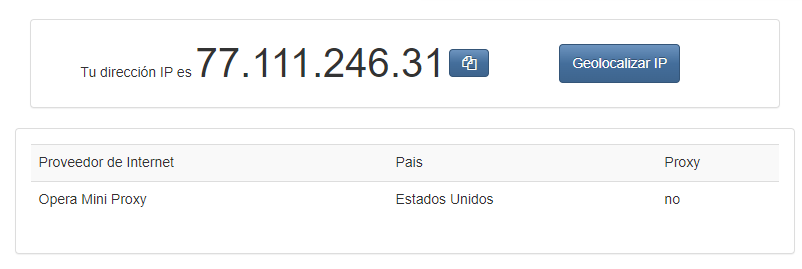 Tu dirección IP es 77.111.246.31 Geolocalizar IP
Proveedor de Internet Pais Proxy
Opera Mini Proxy Estados Unidos no